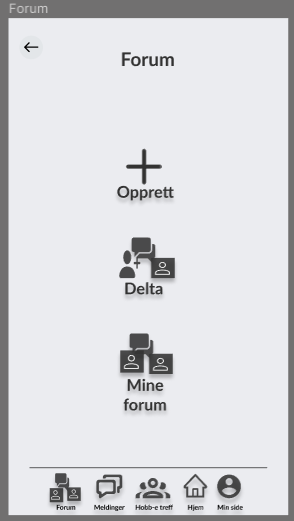 Forum
Forum
Opprett
Delta
Mine
forum
Forum Meldinger Hobb-e treff Hjem Min side